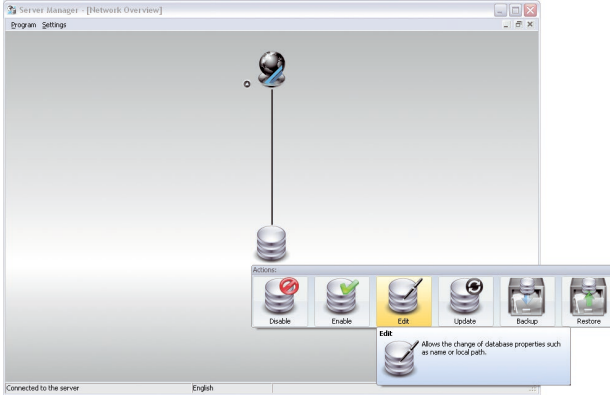 Server Manager - [Network Overview]
Program Settings
Actions:
Disable Enable Edit Update Backup Restore
Edit
Allows the change of database properties such
as name or local path.
Connected to the server English